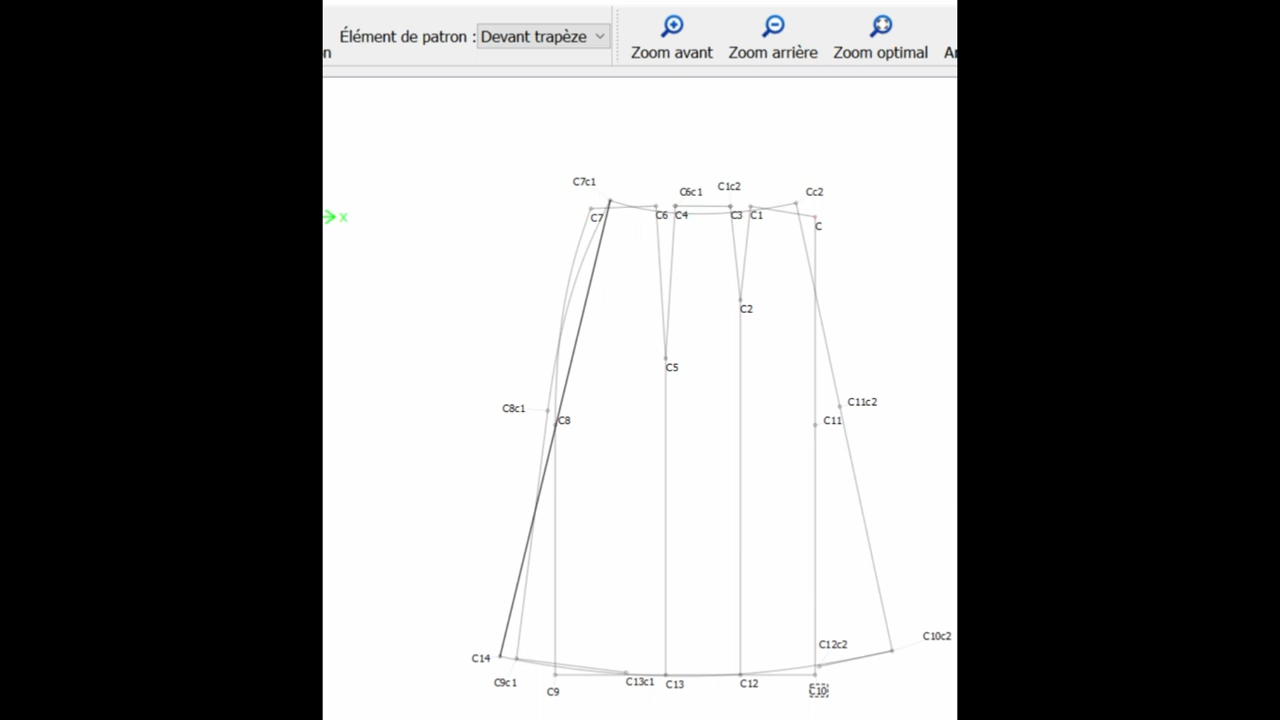 Élément de patron : Devant trapèze
Zoom avant
Zoom arrière
Zoom optimal
n
x
C7c1
C6c1
C1c2
Cc2
C7
C6
C4
C3
C1
C
C2
C5
C8c1
C8
C11c2
C11
C14
C9c1
C9
C13c1
C13
C12
C12c2
C10c2
C10